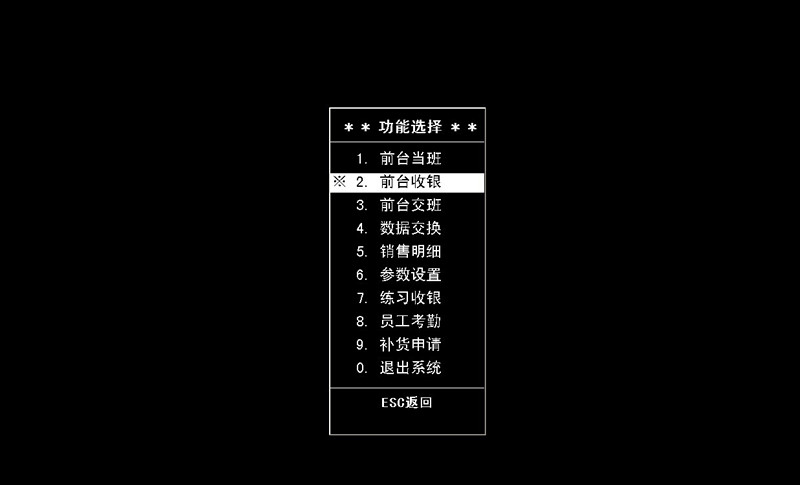 ** 功能选择 **
1. 前台当班
※ 2. 前台收银
3. 前台交班
4. 数据交换
5. 销售明细
6. 参数设置
7. 练习收银
8. 员工考勤
9. 补货申请
0. 退出系统
ESC返回